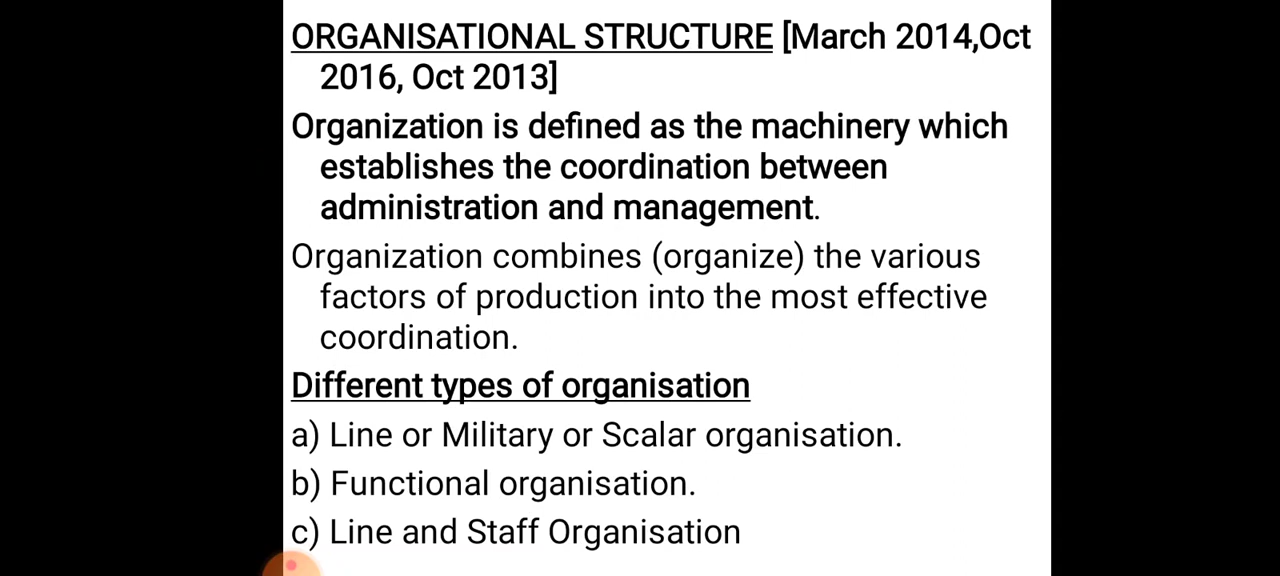 ORGANISATIONAL STRUCTURE [March 2014,Oct
2016, Oct 2013]
Organization is defined as the machinery which
establishes the coordination between
administration and management.
Organization combines (organize) the various
factors of production into the most effective
coordination.
Different types of organisation
a) Line or Military or Scalar organisation.
b) Functional organisation.
c) Line and Staff Organisation